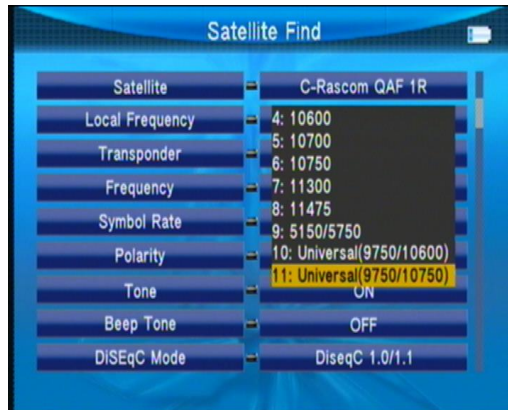 Satellite Find
Satellite
C-Rascom QAF 1R
Local Frequency
4: 10600
5: 10700
Transponder
6: 10750
Frequency
7: 11300
8: 11475
Symbol Rate
9: 5150/5750
Polarity
10: Universal(9750/10600)
11: Universal(9750/10750)
Tone
ON
Beep Tone
OFF
DiSEqC Mode
DiseqC 1.0/1.1